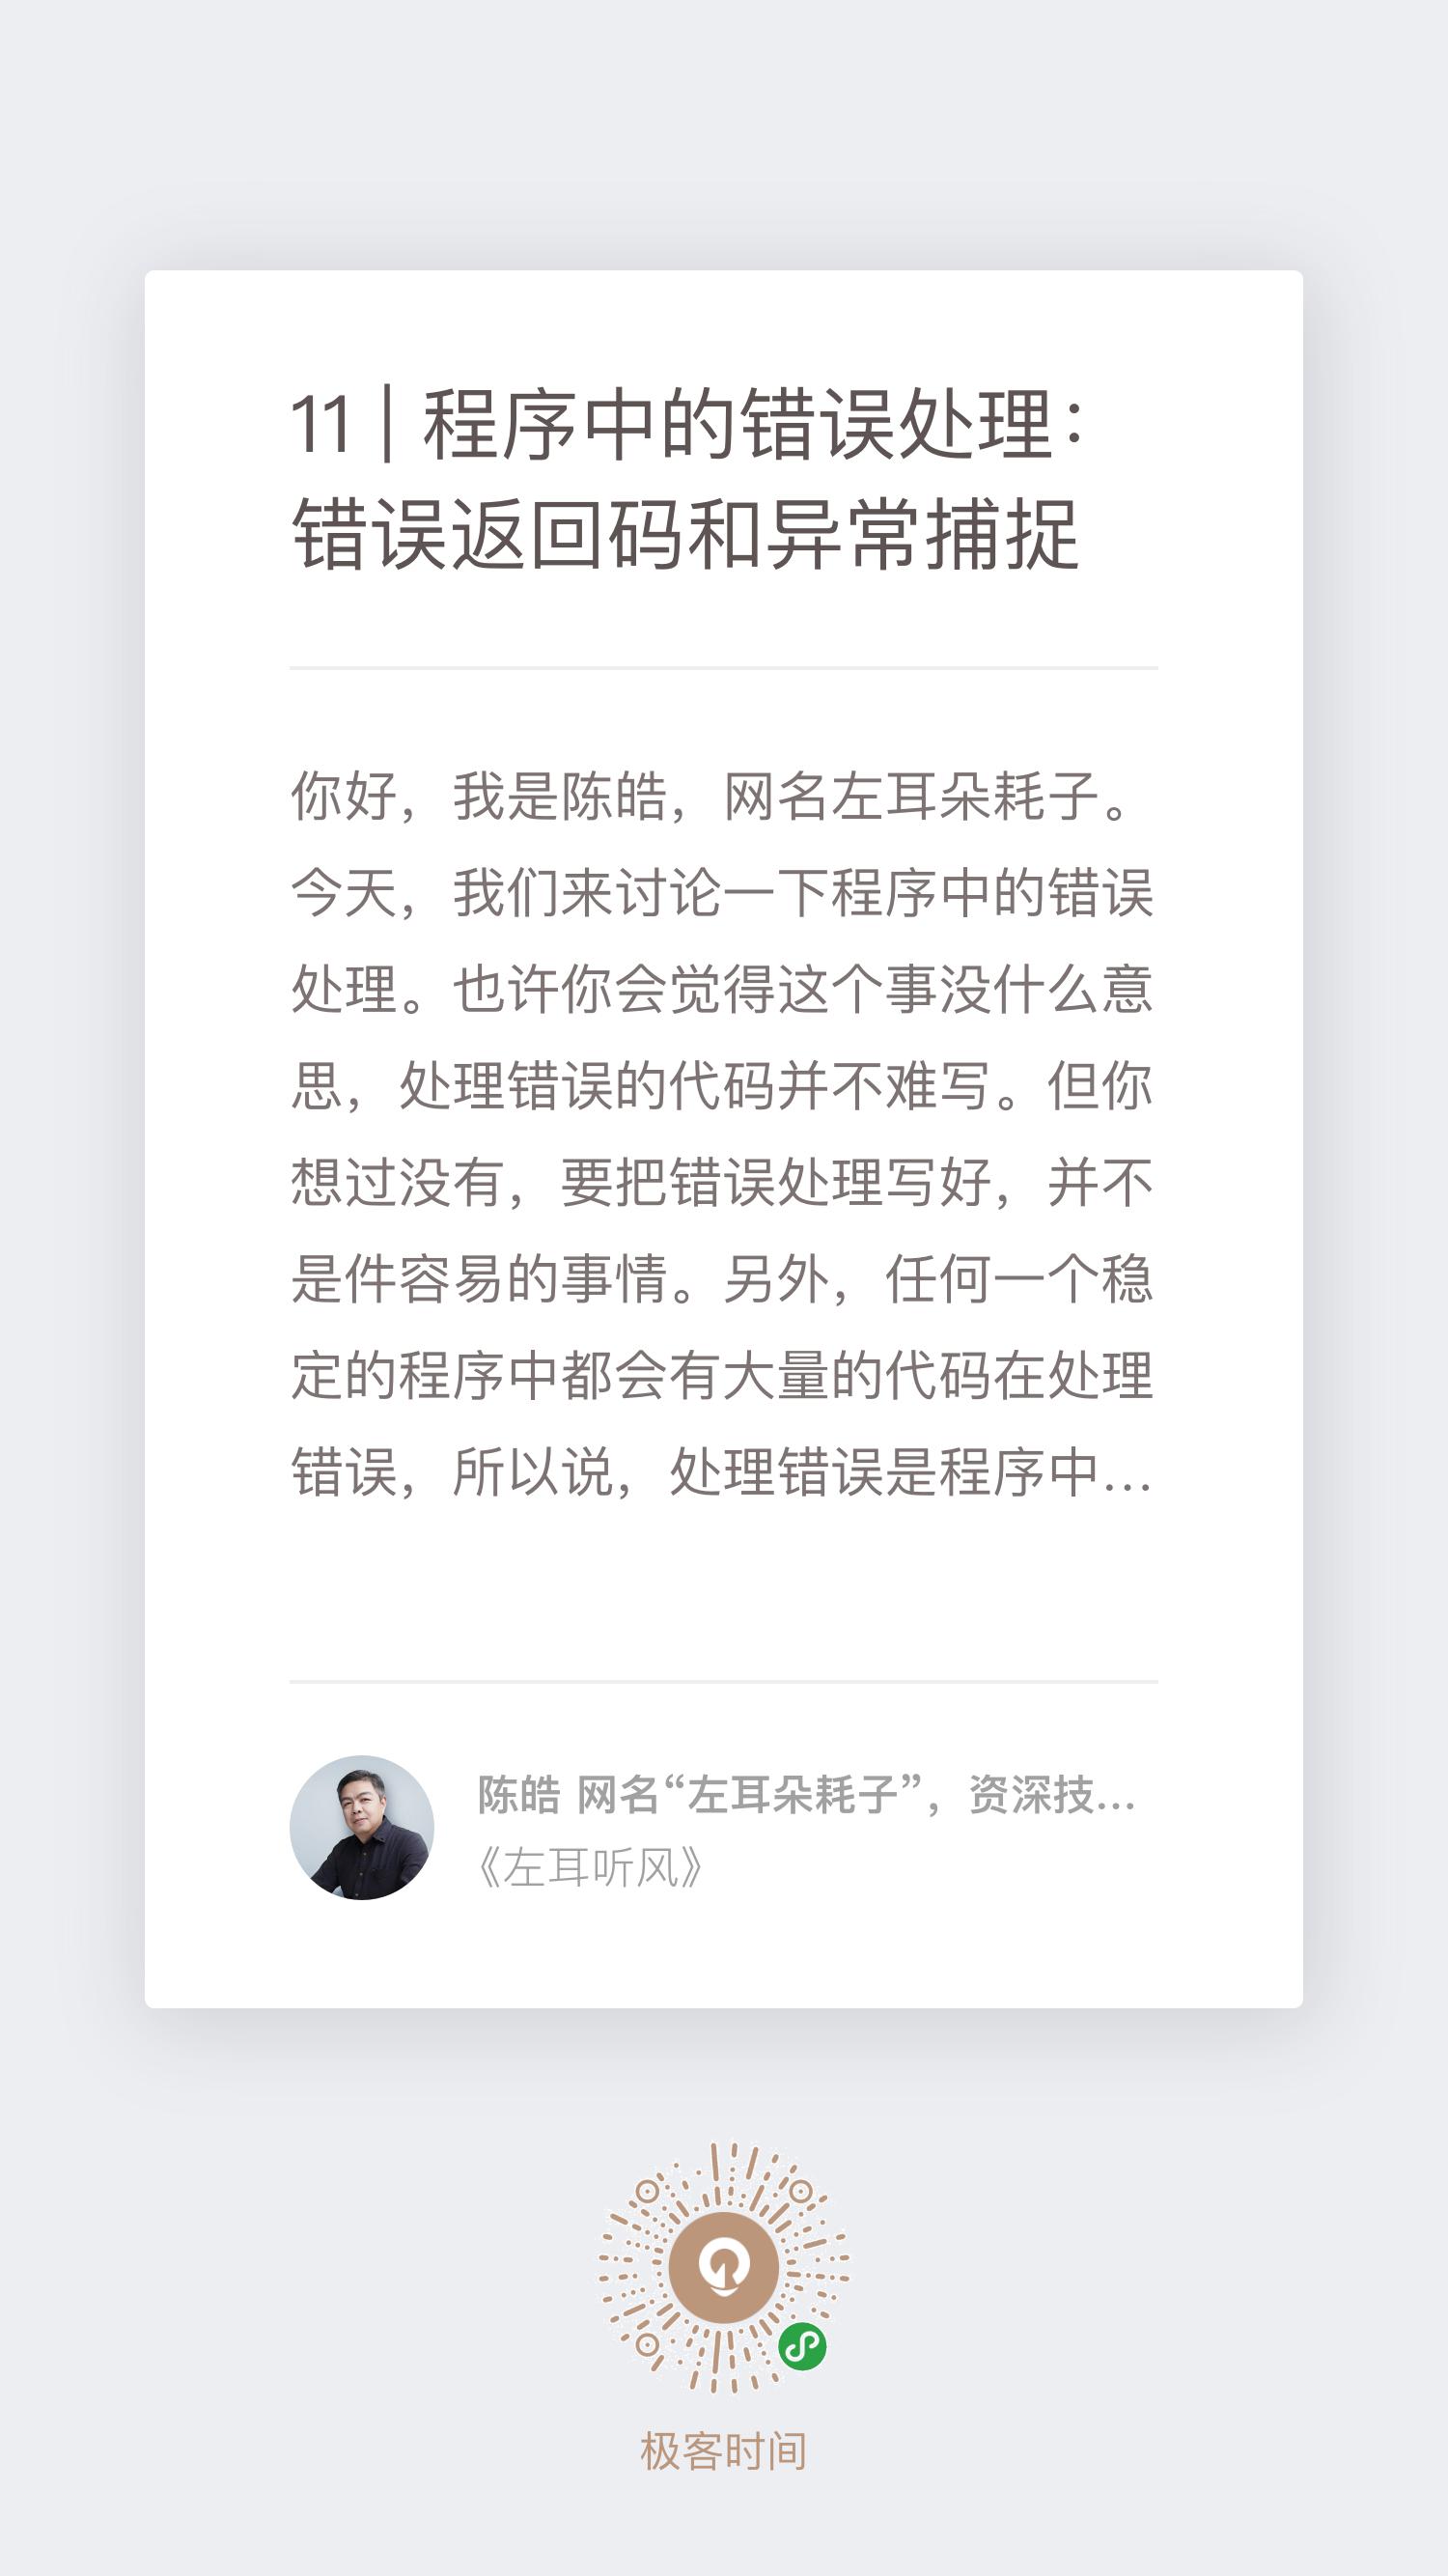 11 | 程序中的错误处理：
错误返回码和异常捕捉
你好，我是陈皓，网名左耳朵耗子。
今天，我们来讨论一下程序中的错误
处理。也许你会觉得这个事没什么意
思，处理错误的代码并不难写。但你
想过没有，要把错误处理写好，并不
是件容易的事情。另外，任何一个稳
定的程序中都会有大量的代码在处理
错误，所以说，处理错误是程序中...
陈皓 网名“左耳朵耗子”，资深技...
《左耳听风》
极客时间